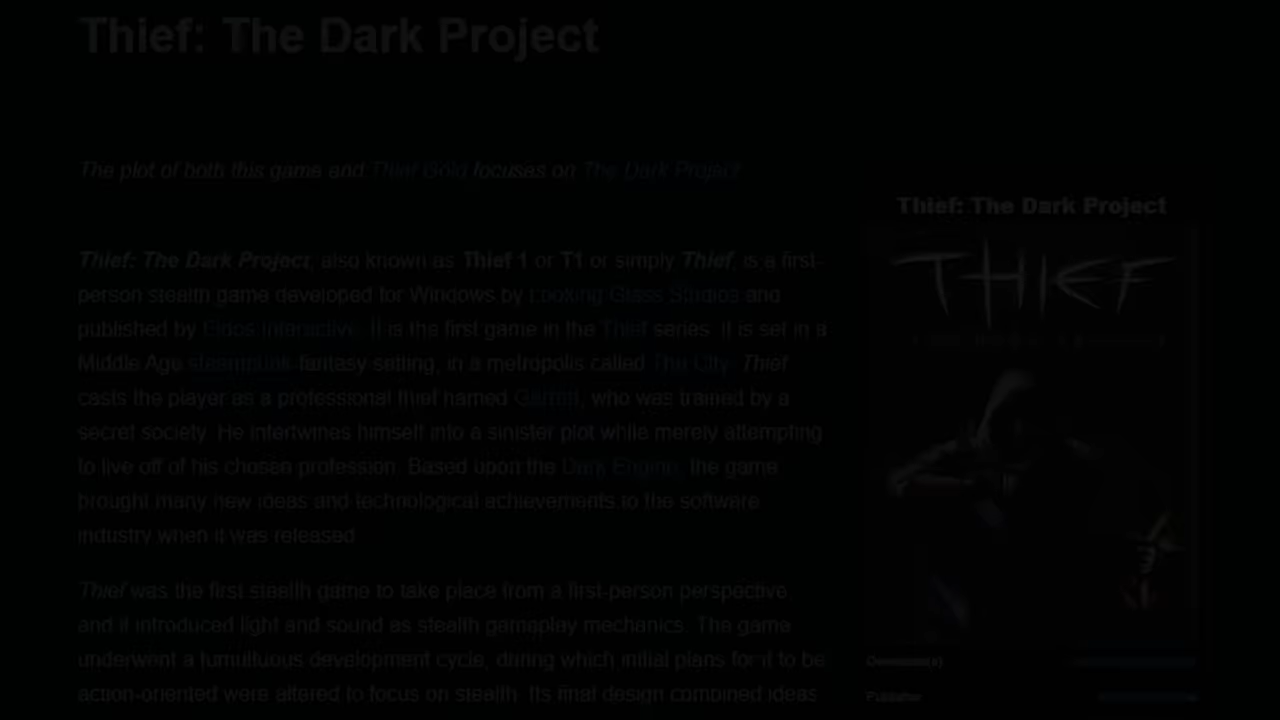 Thief: The Dark Project
The plot of both this game and Thief Gold focuses on The Dark Project
Thief: The Dark Project, also known as Thief 1 or T1 or simply Thief, is a first-
person stealth game developed for Windows by Looking Glass Studios and
published by Eidos Interactive. It is the first game in the Thief series. It is set in a
Middle Age steampunk fantasy setting, in a metropolis called The City. Thief
casts the player as a professional thief named Garrett, who was trained by a
secret society. He intertwines himself into a sinister plot while merely attempting
to live off of his chosen profession. Based upon the Dark Engine, the game
brought many new ideas and technological achievements to the software
industry when it was released
Thief was the first stealth game to take place from a first-person perspective,
and it introduced light and sound as stealth gameplay mechanics. The game
underwent a tumultuous development cycle, during which initial plans for it to be
action-oriented were altered to focus on stealth. Its final design combined ideas
Thief: The Dark Project
THIEF
Developer(s)
Publisher